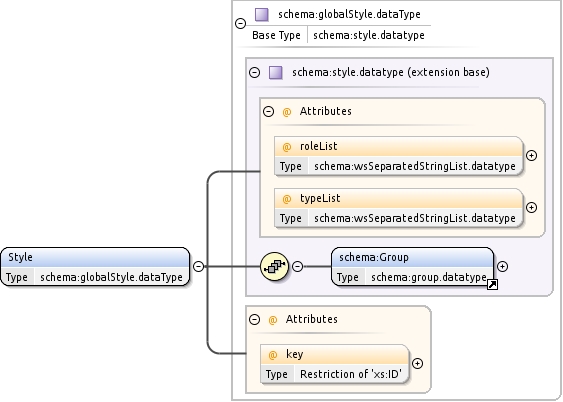 schema:globalStyle.dataType
Base Type schema:style.datatype
schema:style.datatype (extension base)
@ Attributes
@ roleList
Type schema:wsSeparatedStringList.datatype
@ typeList
Type schema:wsSeparatedStringList.datatype
Style
Type schema:globalStyle.dataType
schema:Group
Type schema:group.datatype
@ Attributes
@ key
Type Restriction of 'xs:ID'